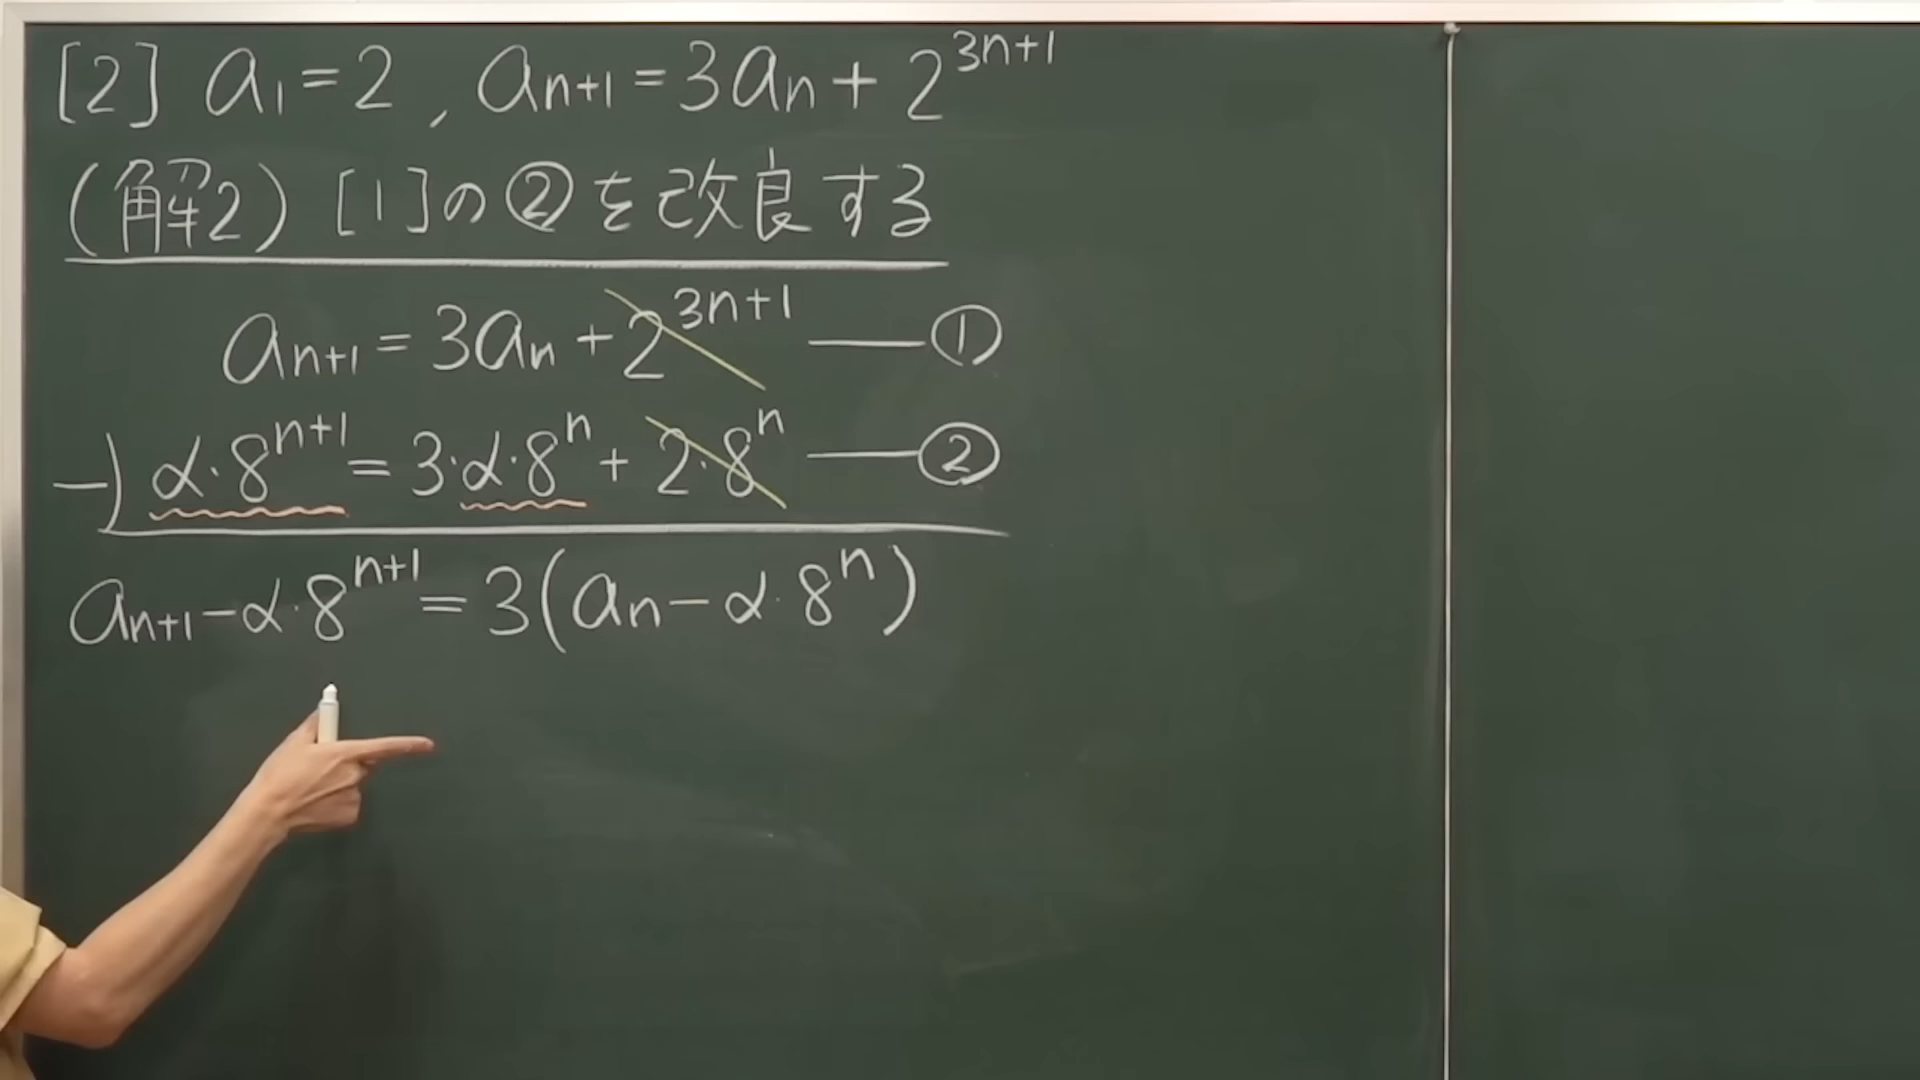 [2] a₁=2, aₙ₊₁=3aₙ+2³ⁿ⁺¹
(解2) [1]の②を改良する
aₙ₊₁=3aₙ+2³ⁿ⁺¹ ―①
-) α·8ⁿ⁺¹=3·α·8ⁿ+2·8ⁿ ―②
aₙ₊₁-α·8ⁿ⁺¹=3(aₙ-α·8ⁿ)